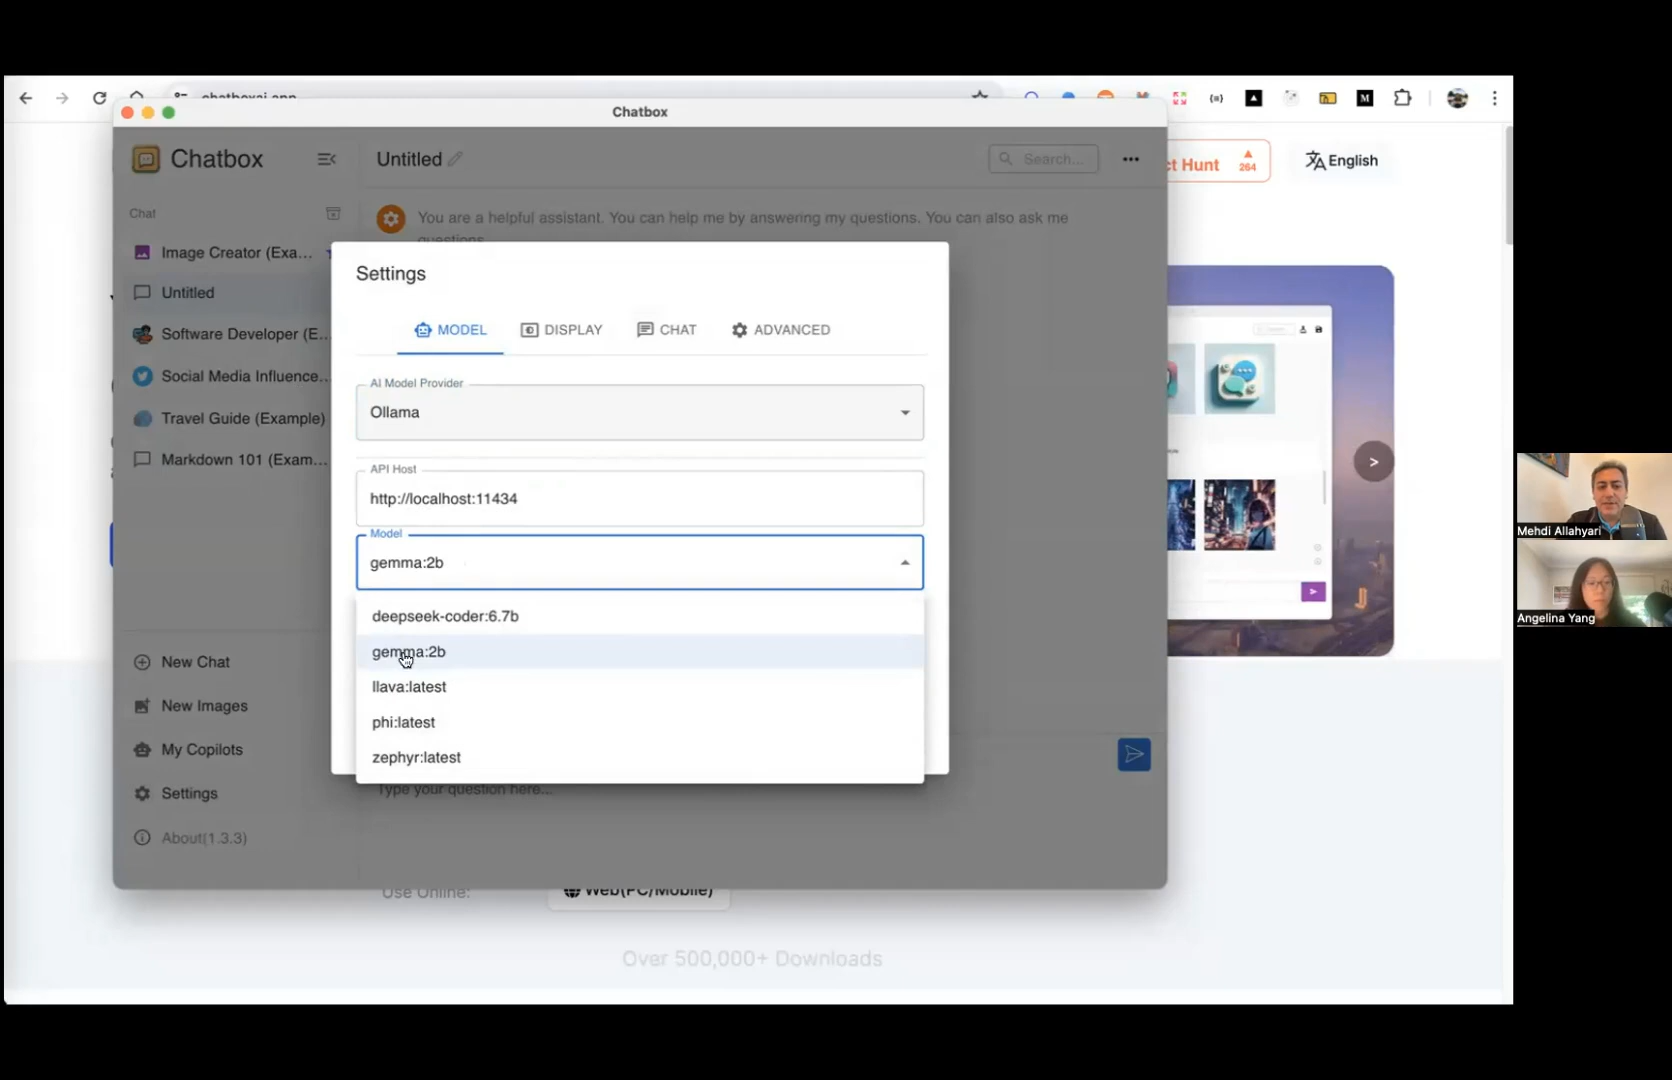 Chatbox
Chatbox
Untitled
Search...
ct Hunt
264
English
Chat
You are a helpful assistant. You can help me by answering my questions. You can also ask me
questions
Image Creator (Exa...
Untitled
Software Developer (E...
Social Media Influence...
Travel Guide (Example)
Markdown 101 (Exam...
Settings
MODEL
DISPLAY
CHAT
ADVANCED
AI Model Provider
Ollama
API Host
http://localhost:11434
Model
gemma:2b
deepseek-coder:6.7b
gemma:2b
llava:latest
phi:latest
zephyr:latest
New Chat
New Images
My Copilots
Settings
About(1.3.3)
Type your question here...
Use Online:
Web(PC/Mobile)
Over 500,000+ Downloads
Mehdi Allahyari
Angelina Yang
M